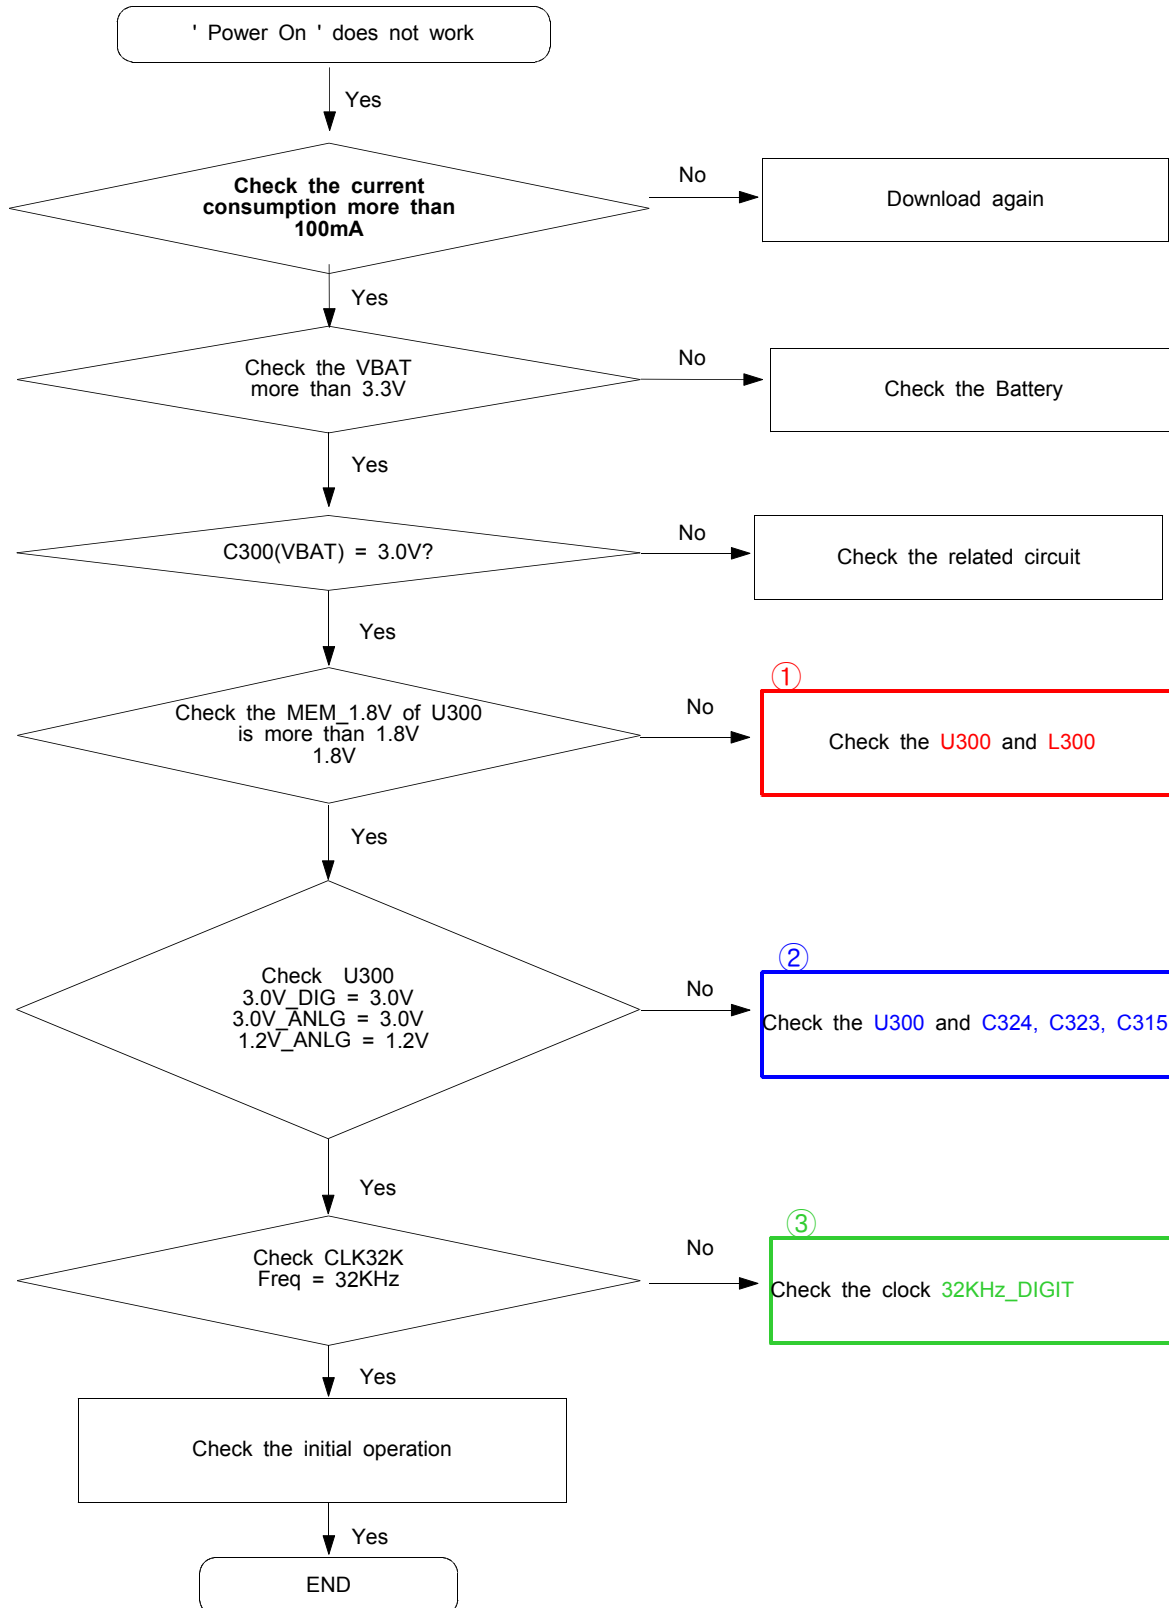 ' Power On ' does not work
Yes
Check the current
consumption more than
100mA
No
Download again
Yes
Check the VBAT
more than 3.3V
No
Check the Battery
Yes
C300(VBAT) = 3.0V?
No
Check the related circuit
Yes
Check the MEM_1.8V of U300
is more than 1.8V
1.8V
No
①
Check the U300 and L300
Yes
Check U300
3.0V_DIG = 3.0V
3.0V_ANLG = 3.0V
1.2V_ANLG = 1.2V
No
②
Check the U300 and C324, C323, C315
Yes
Check CLK32K
Freq = 32KHz
No
③
Check the clock 32KHz_DIGIT
Yes
Check the initial operation
Yes
END